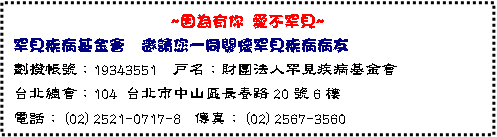 ~因為有你 愛不罕見~
罕見疾病基金會 邀請您一同關懷罕見疾病病友
劃撥帳號：19343551 戶名：財團法人罕見疾病基金會
台北總會：104 台北市中山區長春路 20 號 6 樓
電話：(02)2521-0717-8 傳真：(02)2567-3560